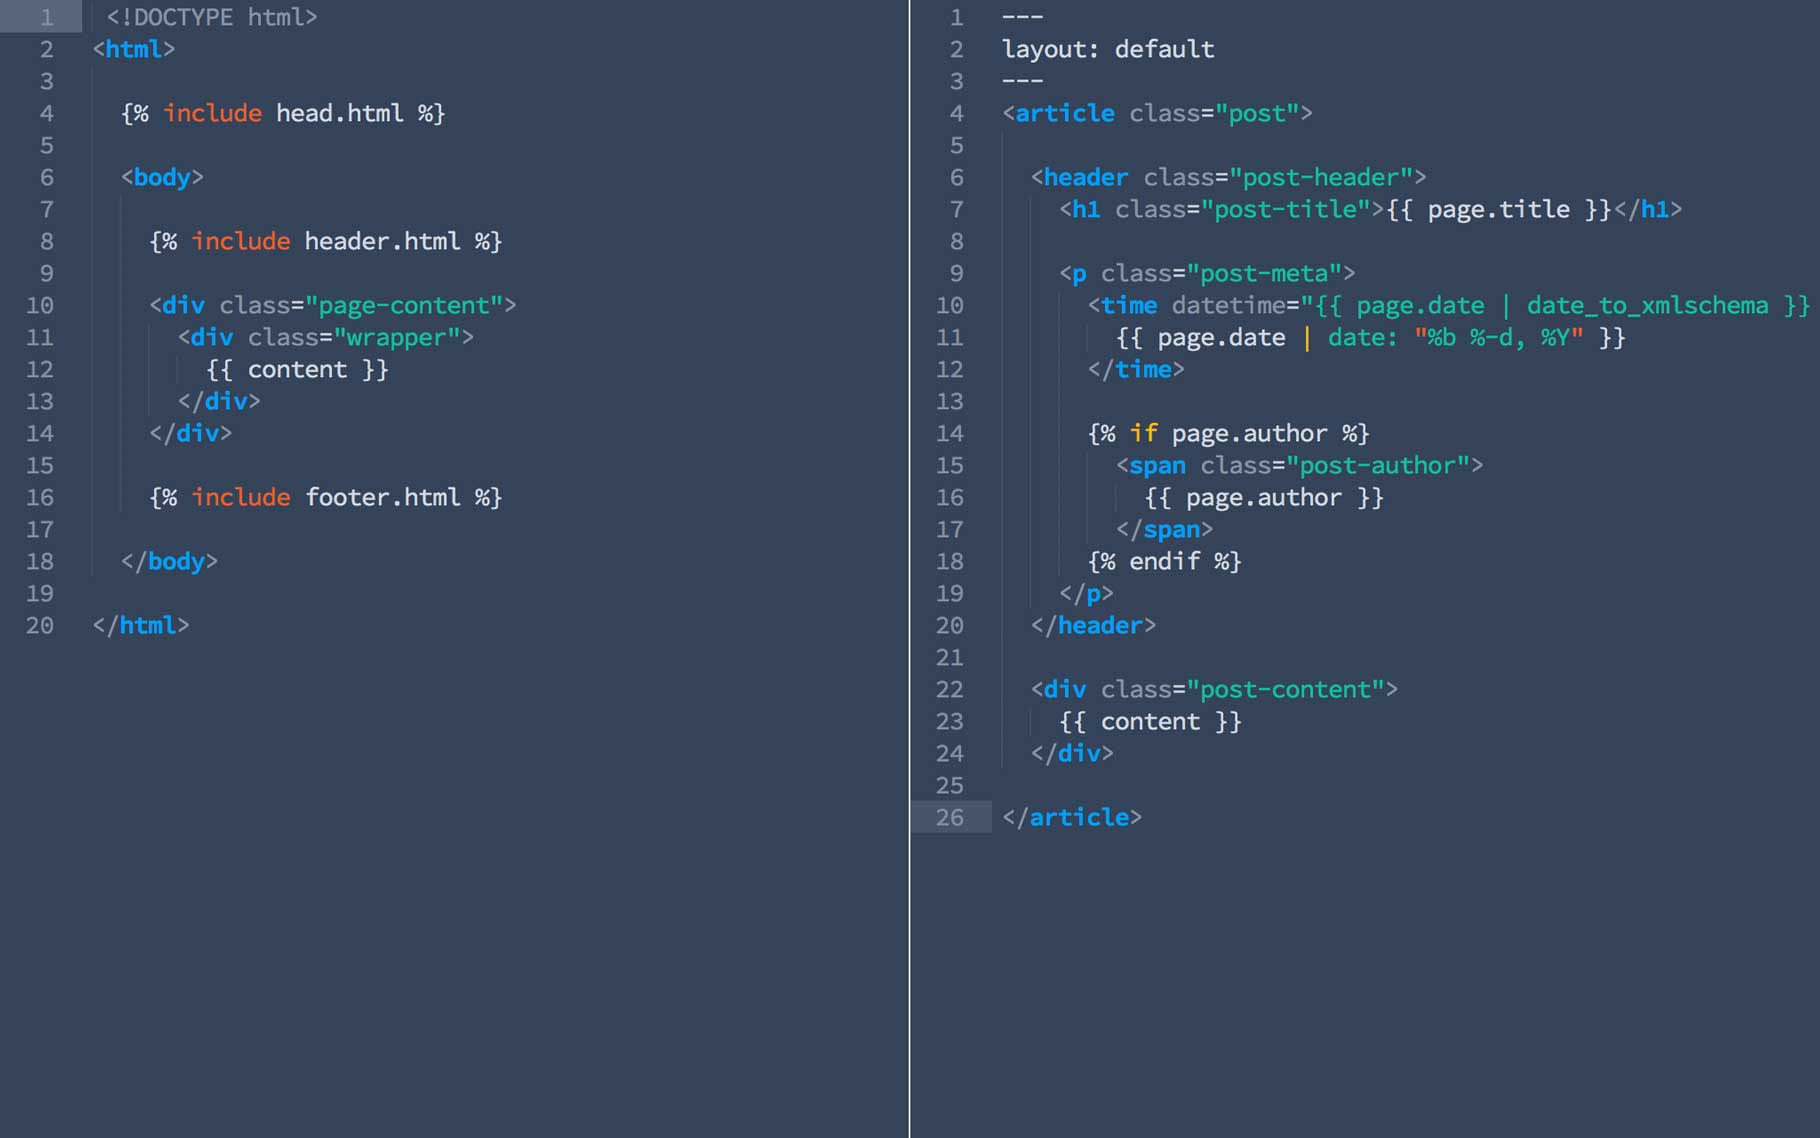 1 <!DOCTYPE html>
2 <html>
3
4 {% include head.html %}
5
6 <body>
7
8 {% include header.html %}
9
10 <div class="page-content">
11 <div class="wrapper">
12 {{ content }}
13 </div>
14 </div>
15
16 {% include footer.html %}
17
18 </body>
19
20 </html>
1 ---
2 layout: default
3 ---
4 <article class="post">
5
6 <header class="post-header">
7 <h1 class="post-title">{{ page.title }}</h1>
8
9 <p class="post-meta">
10 <time datetime="{{ page.date | date_to_xmlschema }}
11 {{ page.date | date: "%b %-d, %Y" }}
12 </time>
13
14 {% if page.author %}
15 <span class="post-author">
16 {{ page.author }}
17 </span>
18 {% endif %}
19 </p>
20 </header>
21
22 <div class="post-content">
23 {{ content }}
24 </div>
25
26 </article>